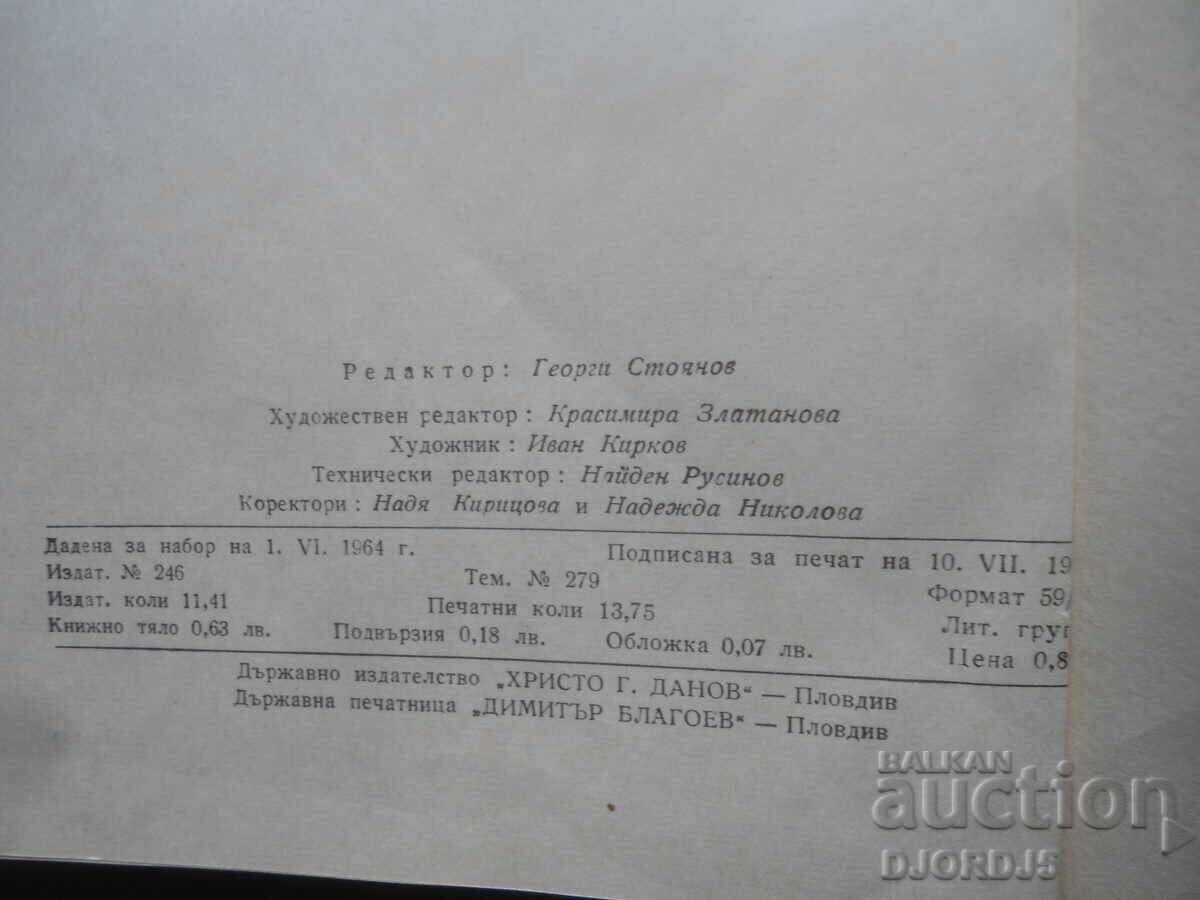 Редактор: Георги Стоянов
Художествен редактор: Красимира Златанова
Художник: Иван Кирков
Технически редактор: Найден Русинов
Коректори: Надя Кирицова и Надежда Николова
Дадена за набор на 1. VI. 1964 г. Подписана за печат на 10. VII. 19
Издат. № 246 Тем. № 279 Формат 59/
Издат. коли 11,41 Печатни коли 13,75 Лит. груп
Книжно тяло 0,63 лв. Подвързия 0,18 лв. Обложка 0,07 лв. Цена 0,8
Държавно издателство „ХРИСТО Г. ДАНОВ“ — Пловдив
Държавна печатница „ДИМИТЪР БЛАГОЕВ“ — Пловдив
BALKAN
auction
DJORDJ5